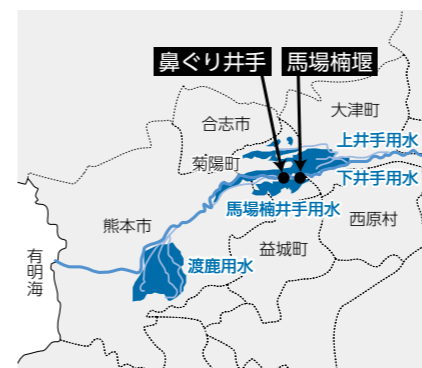 鼻ぐり井手
馬場楠堰
大津町
合志市
上井手用水
菊陽町
下井手用水
馬場楠井手用水
西原村
熊本市
益城町
有明海
渡鹿用水